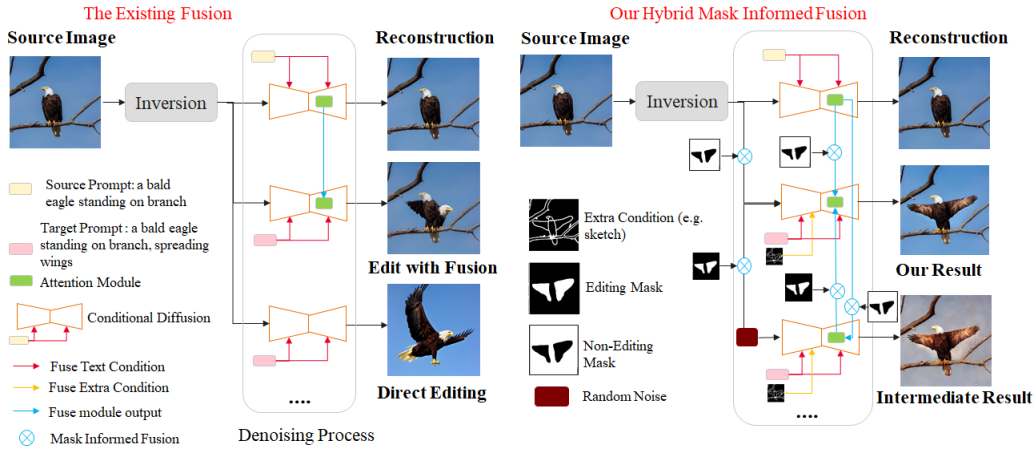 The Existing Fusion
Source Image
Reconstruction
Inversion
Source Prompt: a bald
eagle standing on branch
Target Prompt : a bald eagle
standing on branch, spreading
wings
Attention Module
Conditional Diffusion
Fuse Text Condition
Fuse Extra Condition
Fuse module output
Mask Informed Fusion
Edit with Fusion
Direct Editing
....
Denoising Process
Our Hybrid Mask Informed Fusion
Source Image
Reconstruction
Inversion
Extra Condition (e.g.
sketch)
Editing Mask
Non-Editing
Mask
Random Noise
Our Result
Intermediate Result
....